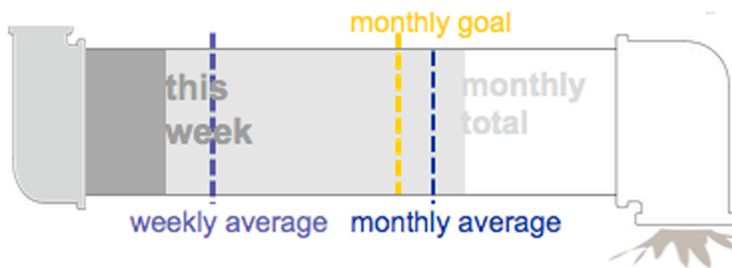 monthly goal
this
week
monthly
total
weekly average
monthly average